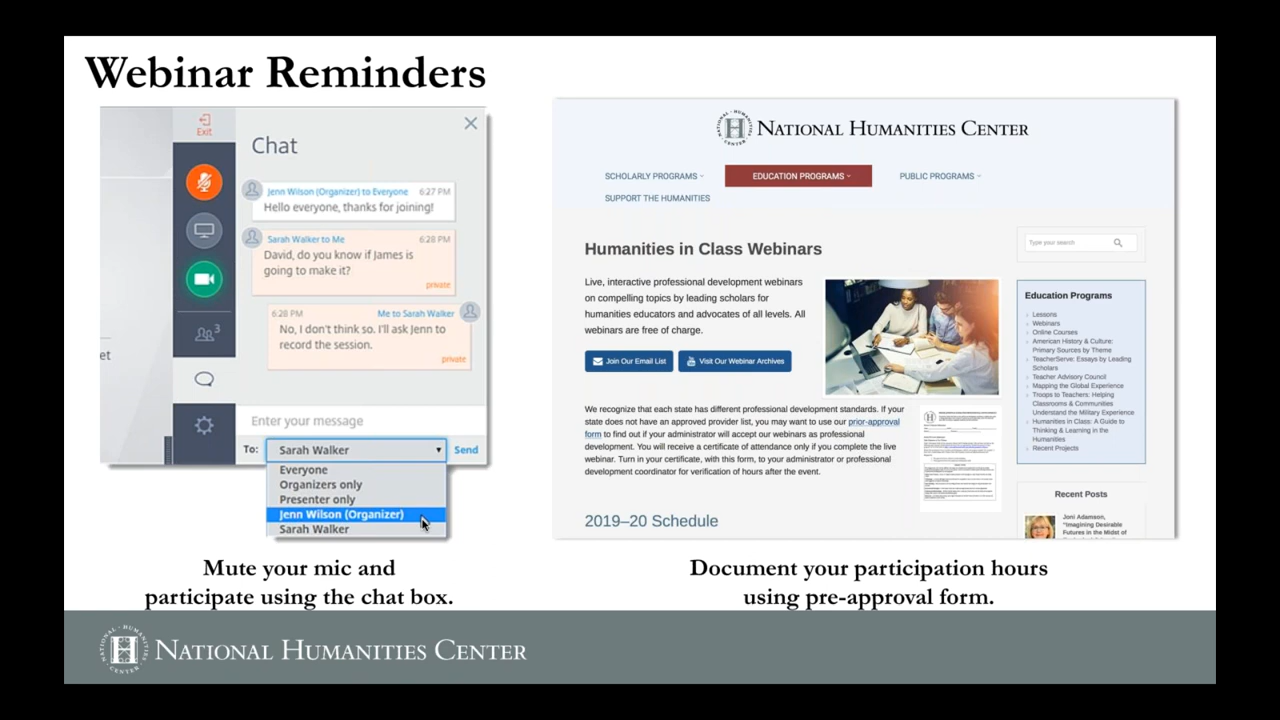 Webinar Reminders
Exit
Chat
Jenn Wilson (Organizer) to Everyone 6:27 PM
Hello everyone, thanks for joining!
Sarah Walker to Me 6:28 PM
David, do you know if James is
going to make it?
private
6:28 PM Me to Sarah Walker
No, I don't think so. I'll ask Jenn to
record the session.
private
3
et
Enter your message
To: Sarah Walker Send
Everyone
Organizers only
Presenter only
Jenn Wilson (Organizer)
Sarah Walker
Mute your mic and
participate using the chat box.
NATIONAL HUMANITIES CENTER
SCHOLARLY PROGRAMS EDUCATION PROGRAMS PUBLIC PROGRAMS
SUPPORT THE HUMANITIES
Humanities in Class Webinars
Live, interactive professional development webinars
on compelling topics by leading scholars for
humanities educators and advocates of all levels. All
webinars are free of charge.
Join Our Email List Visit Our Webinar Archives
We recognize that each state has different professional development standards. If your
state does not have an approved provider list, you may want to use our prior-approval
form to find out if your administrator will accept our webinars as professional
development. You will receive a certificate of attendance only if you complete the live
webinar. Turn in your certificate, with this form, to your administrator or professional
development coordinator for verification of hours after the event.
2019–20 Schedule
Type your search
Education Programs
Lessons
Webinars
Online Courses
American History & Culture:
Primary Sources by Theme
TeacherServe: Essays by Leading
Scholars
Teacher Advisory Council
Mapping the Global Experience
Troops to Teachers: Helping
Classrooms & Communities
Understand the Military Experience
Humanities in Class: A Guide to
Thinking & Learning in the
Humanities
Recent Projects
Recent Posts
Joni Adamson,
"Imagining Desirable
Futures in the Midst of
Document your participation hours
using pre-approval form.
NATIONAL HUMANITIES CENTER